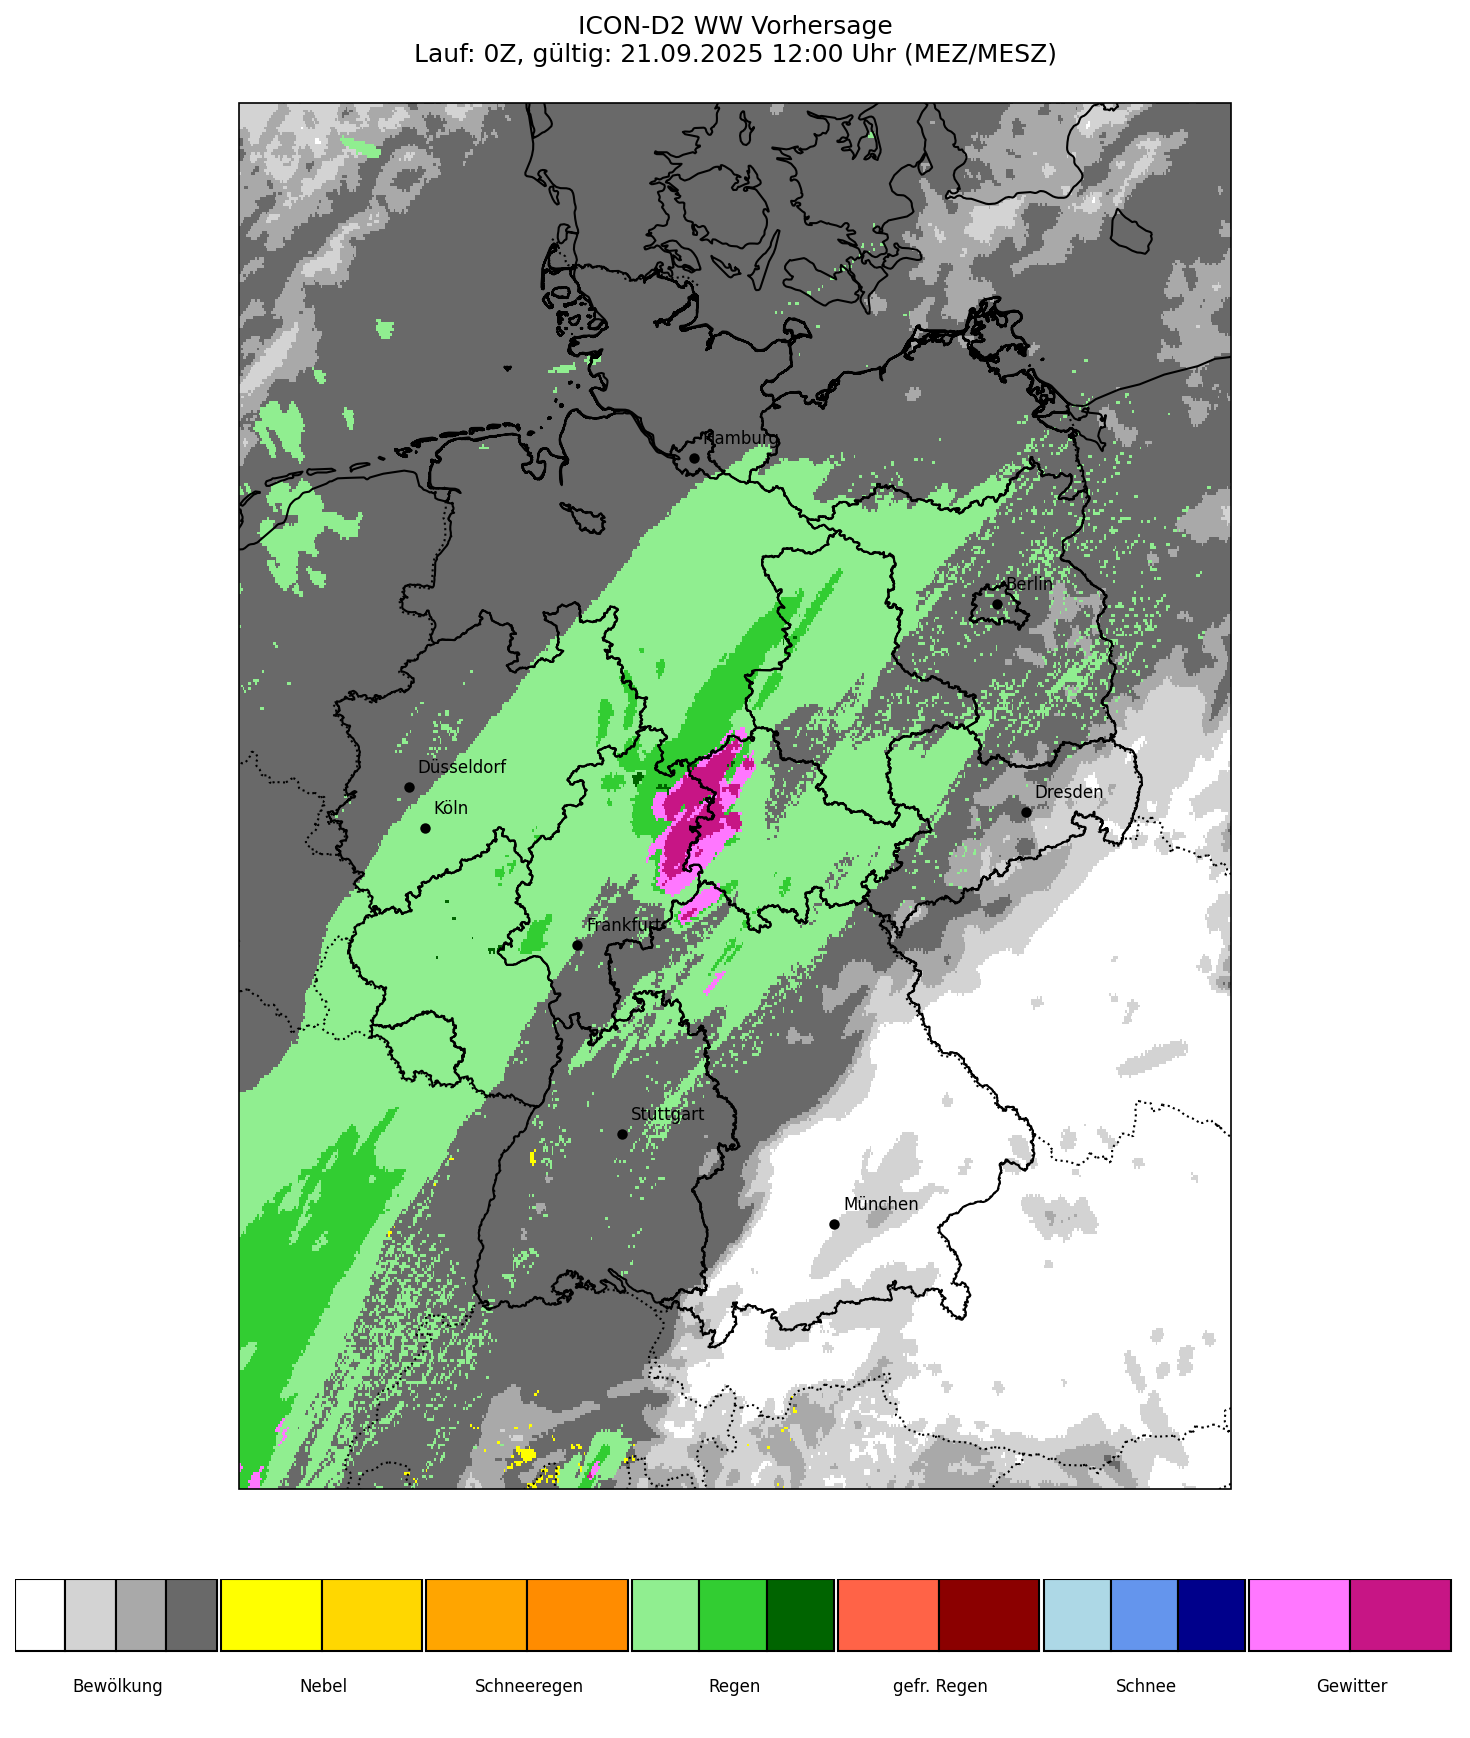 ICON-D2 WW Vorhersage
Lauf: 0Z, gültig: 21.09.2025 12:00 Uhr (MEZ/MESZ)
Hamburg
Berlin
Düsseldorf
Köln
Dresden
Frankfurt
Stuttgart
München
Bewölkung
Nebel
Schneeregen
Regen
gefr. Regen
Schnee
Gewitter